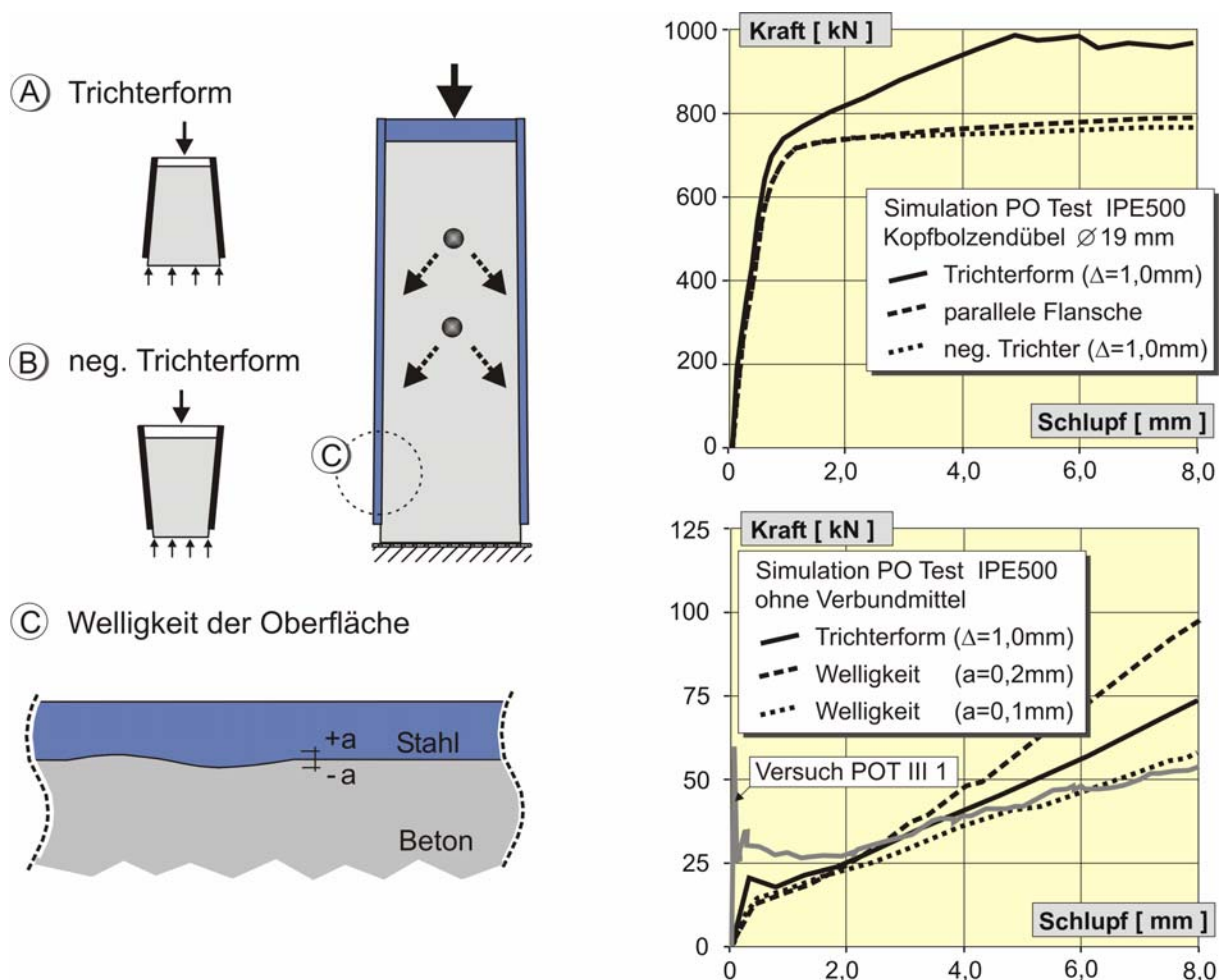 A Trichterform
B neg. Trichterform
C
C Welligkeit der Oberfläche
+a
Stahl
-a
Beton
Kraft [ kN ]
1000
800
600
400
200
0
Simulation PO Test IPE500
Kopfbolzendübel Ø 19 mm
Trichterform (Δ=1,0mm)
parallele Flansche
neg. Trichter (Δ=1,0mm)
Schlupf [ mm ]
0 2,0 4,0 6,0 8,0
Kraft [ kN ]
125
100
75
50
25
0
Simulation PO Test IPE500
ohne Verbundmittel
Trichterform (Δ=1,0mm)
Welligkeit (a=0,2mm)
Welligkeit (a=0,1mm)
Versuch POT III 1
Schlupf [ mm ]
0 2,0 4,0 6,0 8,0